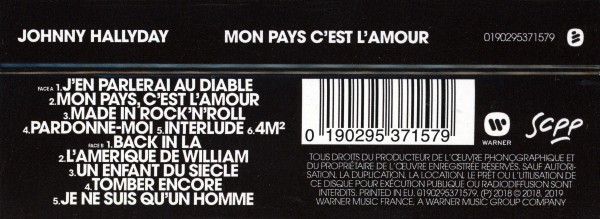 JOHNNY HALLYDAY MON PAYS C'EST L'AMOUR 0190295371579
FACE A 1.J'EN PARLERAI AU DIABLE
2.MON PAYS, C'EST L'AMOUR
3.MADE IN ROCK'N'ROLL
4.PARDONNE-MOI 5.INTERLUDE 6.4M²
FACE B 1.BACK IN LA
2.L'AMERIQUE DE WILLIAM
3.UN ENFANT DU SIECLE
4.TOMBER ENCORE
5.JE NE SUIS QU'UN HOMME
0 190295 371579
WARNER
SCPP
TOUS DROITS DU PRODUCTEUR DE L'ŒUVRE PHONOGRAPHIQUE ET
DU PROPRIÉTAIRE DE L'ŒUVRE ENREGISTRÉE RÉSERVÉS. SAUF AUTORI-
SATION, LA DUPLICATION, LA LOCATION, LE PRÊT OU L'UTILISATION DE
CE DISQUE POUR EXÉCUTION PUBLIQUE OU RADIODIFFUSION SONT
INTERDITS. PRINTED IN EU. 0190295371579 (P) 2018 © 2018, 2019
WARNER MUSIC FRANCE, A WARNER MUSIC GROUP COMPANY